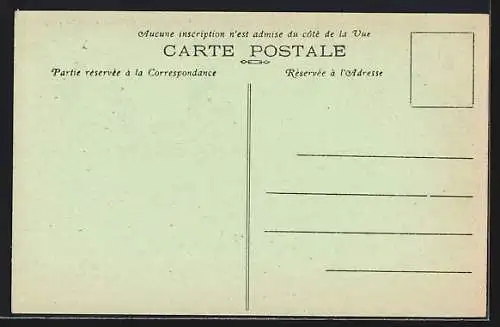 Aucune inscription n'est admise du côté de la Vue
CARTE POSTALE
Partie réservée à la Correspondance
Réservée à l'Adresse